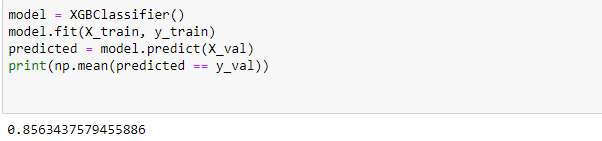 model = XGBClassifier()
model.fit(X_train, y_train)
predicted = model.predict(X_val)
print(np.mean(predicted == y_val))
0.8563437579455886